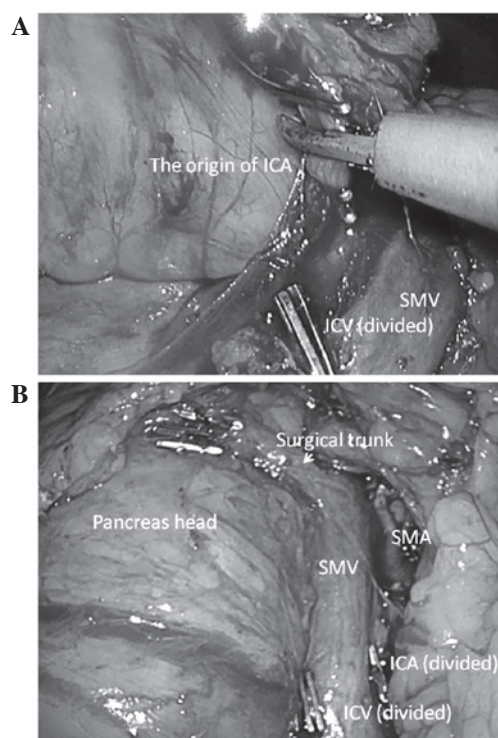 A
The origin of ICA
SMV
ICV (divided)
B
Surgical trunk
Pancreas head
SMA
SMV
ICA (divided)
ICV (divided)